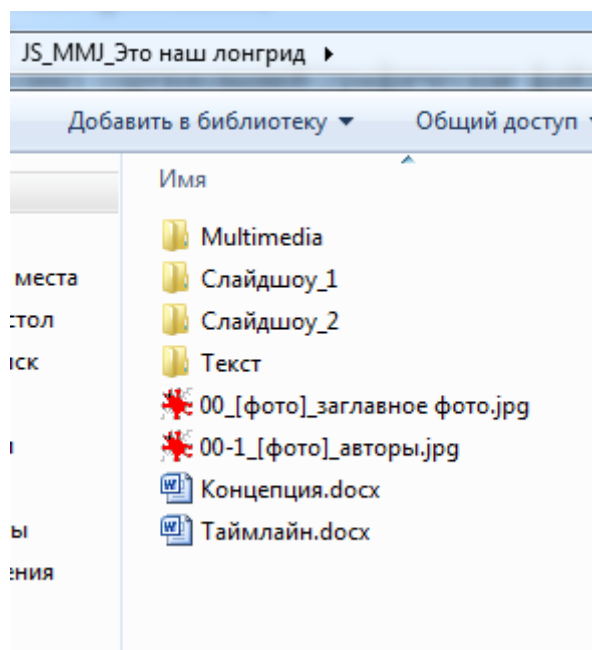 JS_MMJ_Это наш лонгрид
Добавить в библиотеку Общий доступ
Имя
Multimedia
места Слайдшоу_1
Слайдшоу_2
Текст
00_[фото]_заглавное фото.jpg
00-1_[фото]_авторы.jpg
Концепция.docx
Таймлайн.docx